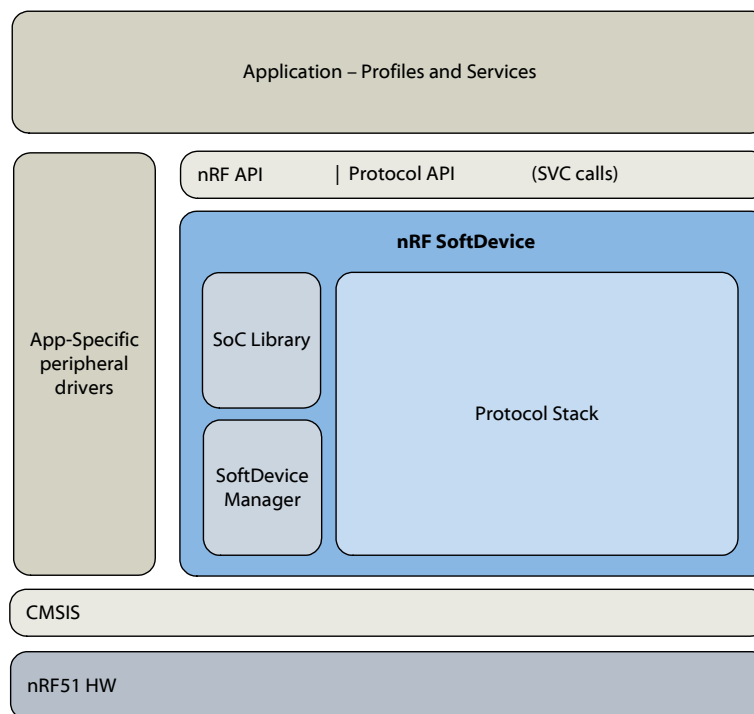 Application – Profiles and Services
nRF API | Protocol API (SVC calls)
nRF SoftDevice
App-Specific
peripheral
drivers
SoC Library
SoftDevice
Manager
Protocol Stack
CMSIS
nRF51 HW